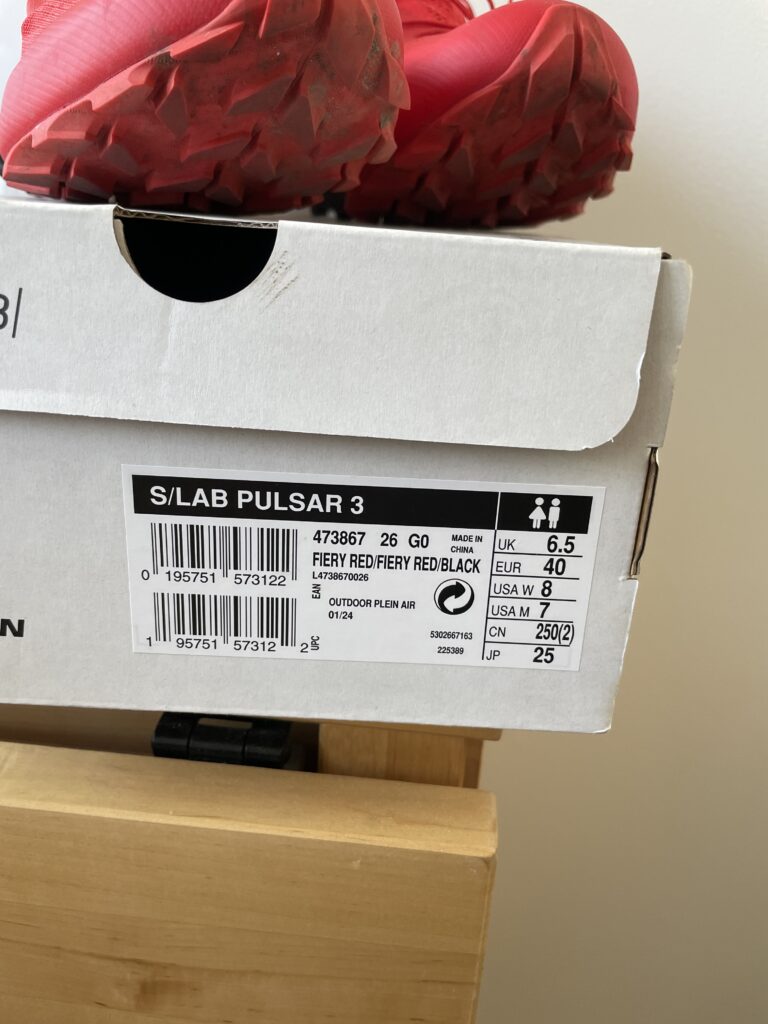 3|
S/LAB PULSAR 3
473867 26 G0 MADE IN
CHINA
FIERY RED/FIERY RED/BLACK
L4738670026
0 195751 573122
EAN
OUTDOOR PLEIN AIR
01/24
5302667163
225389
1 95751 57312 2
UPC
UK 6.5
EUR 40
USA W 8
USA M 7
CN 250(2)
JP 25
N